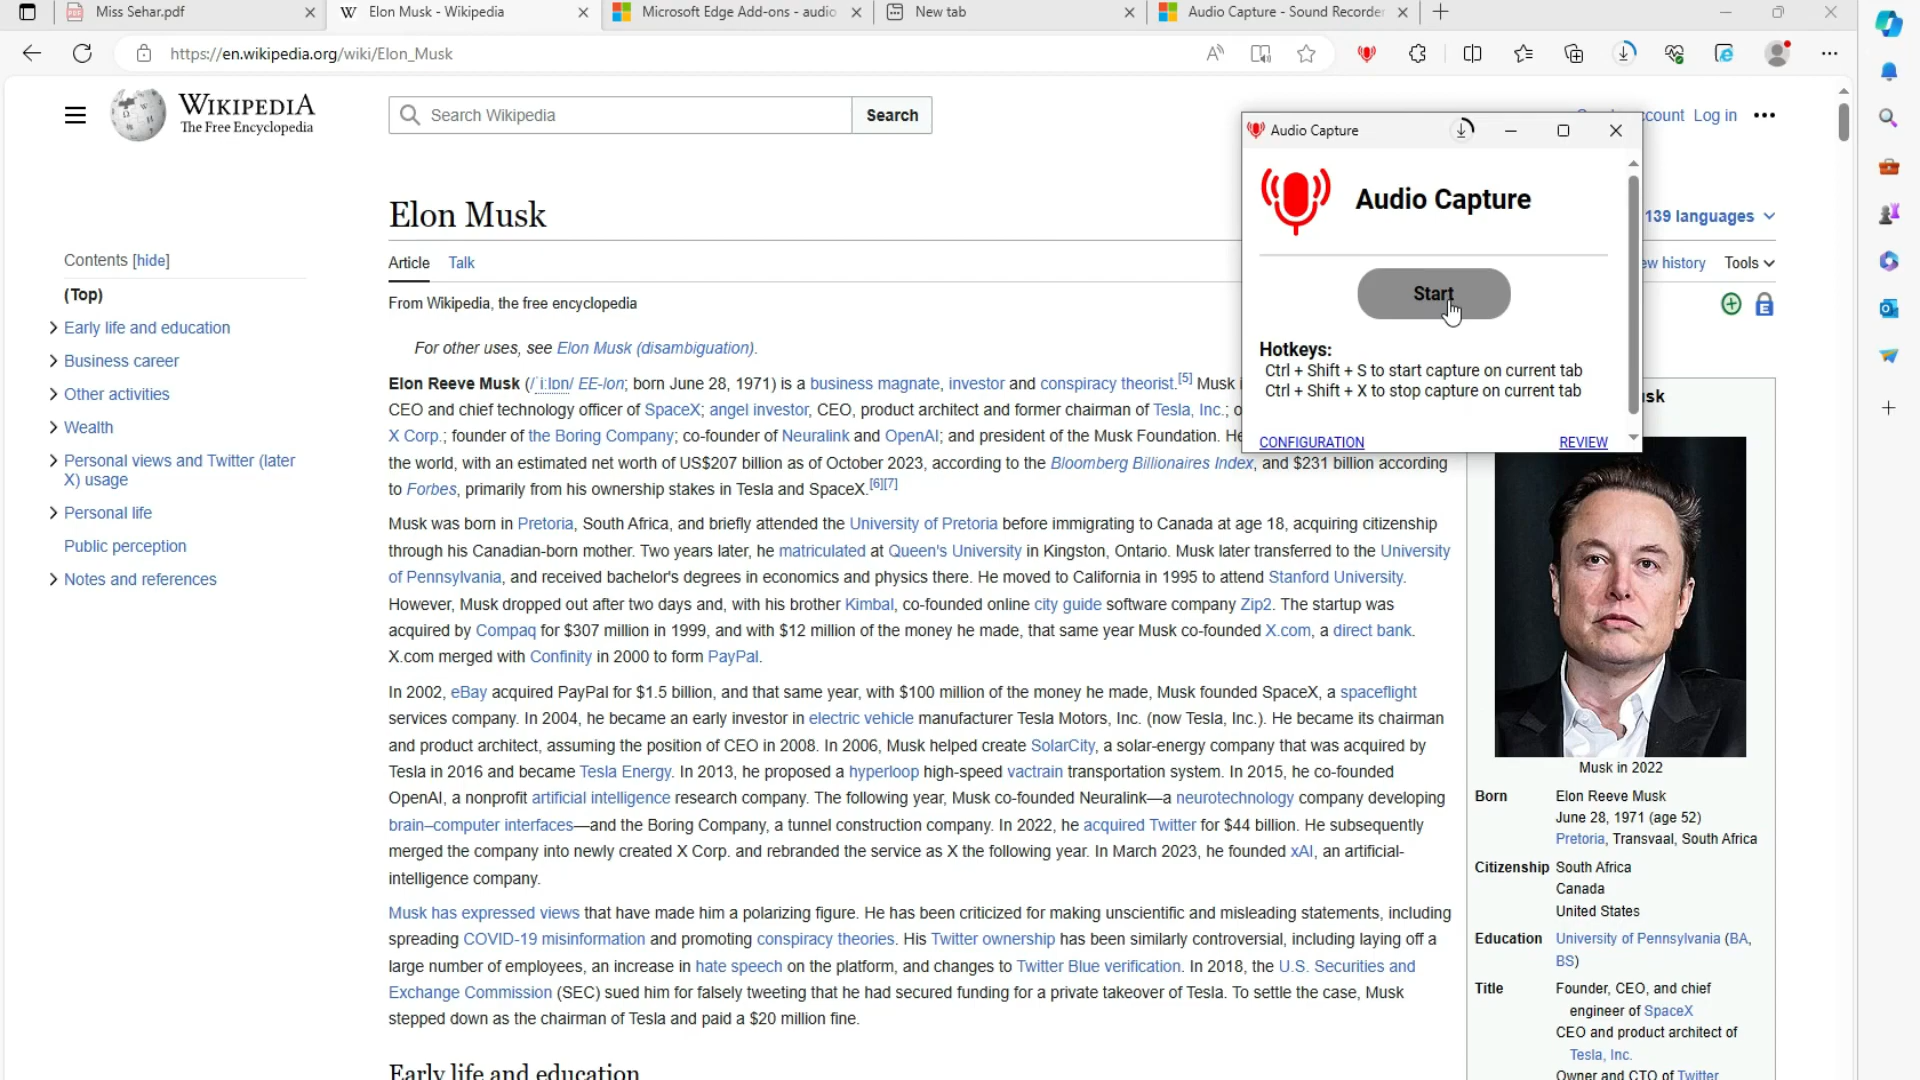 Miss Sehar.pdf
Elon Musk - Wikipedia
Microsoft Edge Add-ons - audio
New tab
Audio Capture - Sound Recorder
https://en.wikipedia.org/wiki/Elon_Musk
WIKIPEDIA
The Free Encyclopedia
Search Wikipedia
Search
count Log in
Audio Capture
Audio Capture
Start
Hotkeys:
Ctrl + Shift + S to start capture on current tab
Ctrl + Shift + X to stop capture on current tab
CONFIGURATION
REVIEW
Elon Musk
139 languages
Article
Talk
ew history
Tools
Contents [hide]
(Top)
Early life and education
Business career
Other activities
Wealth
Personal views and Twitter (later
X) usage
Personal life
Public perception
Notes and references
From Wikipedia, the free encyclopedia
For other uses, see Elon Musk (disambiguation).
Elon Reeve Musk (/ˈiːlɒn/ EE-lon; born June 28, 1971) is a business magnate, investor and conspiracy theorist.[5] Musk i
CEO and chief technology officer of SpaceX; angel investor, CEO, product architect and former chairman of Tesla, Inc.; o
X Corp.; founder of the Boring Company; co-founder of Neuralink and OpenAI; and president of the Musk Foundation. He
the world, with an estimated net worth of US$207 billion as of October 2023, according to the Bloomberg Billionaires Index, and $231 billion according
to Forbes, primarily from his ownership stakes in Tesla and SpaceX.[6][7]
Musk was born in Pretoria, South Africa, and briefly attended the University of Pretoria before immigrating to Canada at age 18, acquiring citizenship
through his Canadian-born mother. Two years later, he matriculated at Queen's University in Kingston, Ontario. Musk later transferred to the University
of Pennsylvania, and received bachelor's degrees in economics and physics there. He moved to California in 1995 to attend Stanford University.
However, Musk dropped out after two days and, with his brother Kimbal, co-founded online city guide software company Zip2. The startup was
acquired by Compaq for $307 million in 1999, and with $12 million of the money he made, that same year Musk co-founded X.com, a direct bank.
X.com merged with Confinity in 2000 to form PayPal.
In 2002, eBay acquired PayPal for $1.5 billion, and that same year, with $100 million of the money he made, Musk founded SpaceX, a spaceflight
services company. In 2004, he became an early investor in electric vehicle manufacturer Tesla Motors, Inc. (now Tesla, Inc.). He became its chairman
and product architect, assuming the position of CEO in 2008. In 2006, Musk helped create SolarCity, a solar-energy company that was acquired by
Tesla in 2016 and became Tesla Energy. In 2013, he proposed a hyperloop high-speed vactrain transportation system. In 2015, he co-founded
OpenAI, a nonprofit artificial intelligence research company. The following year, Musk co-founded Neuralink—a neurotechnology company developing
brain–computer interfaces—and the Boring Company, a tunnel construction company. In 2022, he acquired Twitter for $44 billion. He subsequently
merged the company into newly created X Corp. and rebranded the service as X the following year. In March 2023, he founded xAI, an artificial-
intelligence company.
Musk has expressed views that have made him a polarizing figure. He has been criticized for making unscientific and misleading statements, including
spreading COVID-19 misinformation and promoting conspiracy theories. His Twitter ownership has been similarly controversial, including laying off a
large number of employees, an increase in hate speech on the platform, and changes to Twitter Blue verification. In 2018, the U.S. Securities and
Exchange Commission (SEC) sued him for falsely tweeting that he had secured funding for a private takeover of Tesla. To settle the case, Musk
stepped down as the chairman of Tesla and paid a $20 million fine.
Early life and education
sk
Musk in 2022
Born Elon Reeve Musk
June 28, 1971 (age 52)
Pretoria, Transvaal, South Africa
Citizenship South Africa
Canada
United States
Education University of Pennsylvania (BA,
BS)
Title Founder, CEO, and chief
engineer of SpaceX
CEO and product architect of
Tesla, Inc.
Owner and CTO of Twitter